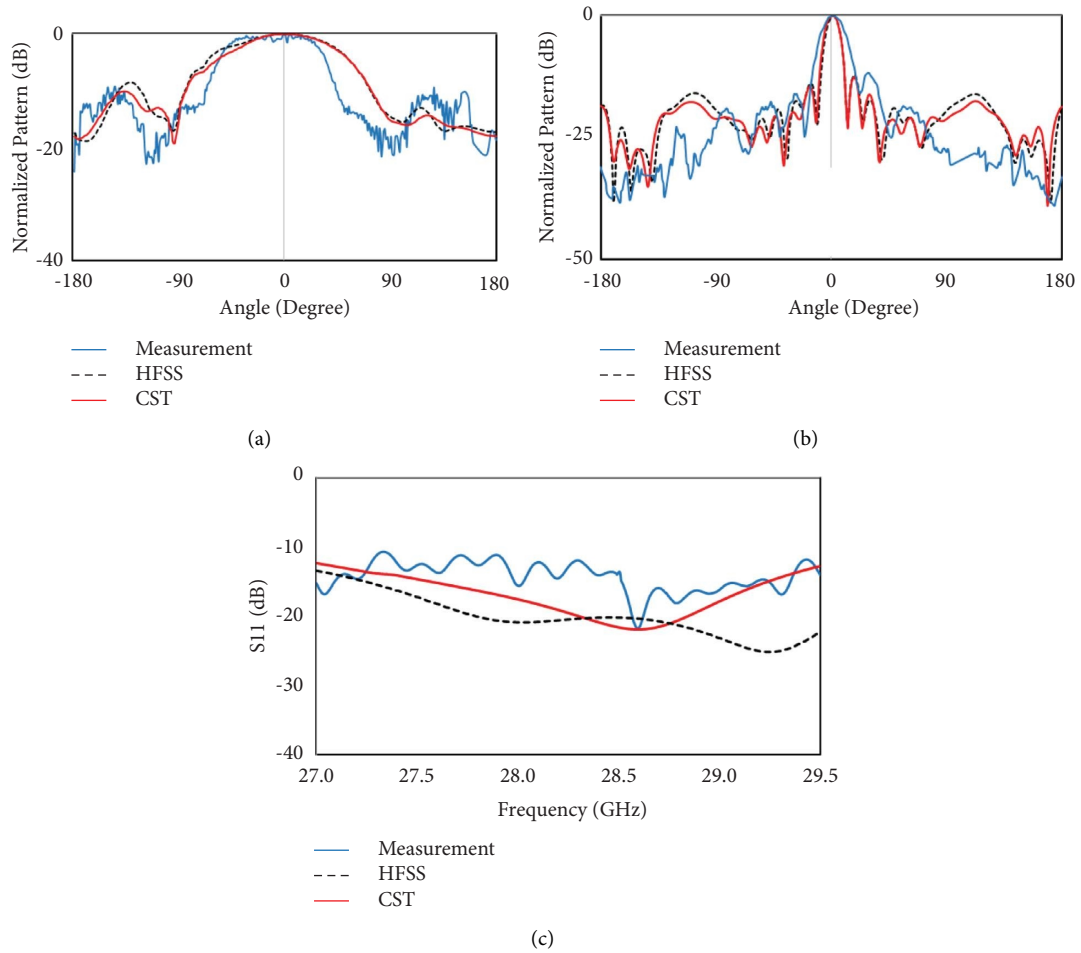 Normalized Pattern (dB)
0
-10
-20
-40
-180
-90
0
90
180
Angle (Degree)
Measurement
HFSS
CST
(a)
Normalized Pattern (dB)
0
-25
-50
-180
-90
0
90
180
Angle (Degree)
Measurement
HFSS
CST
(b)
S11 (dB)
0
-10
-20
-30
-40
27.0
27.5
28.0
28.5
29.0
29.5
Frequency (GHz)
Measurement
HFSS
CST
(c)